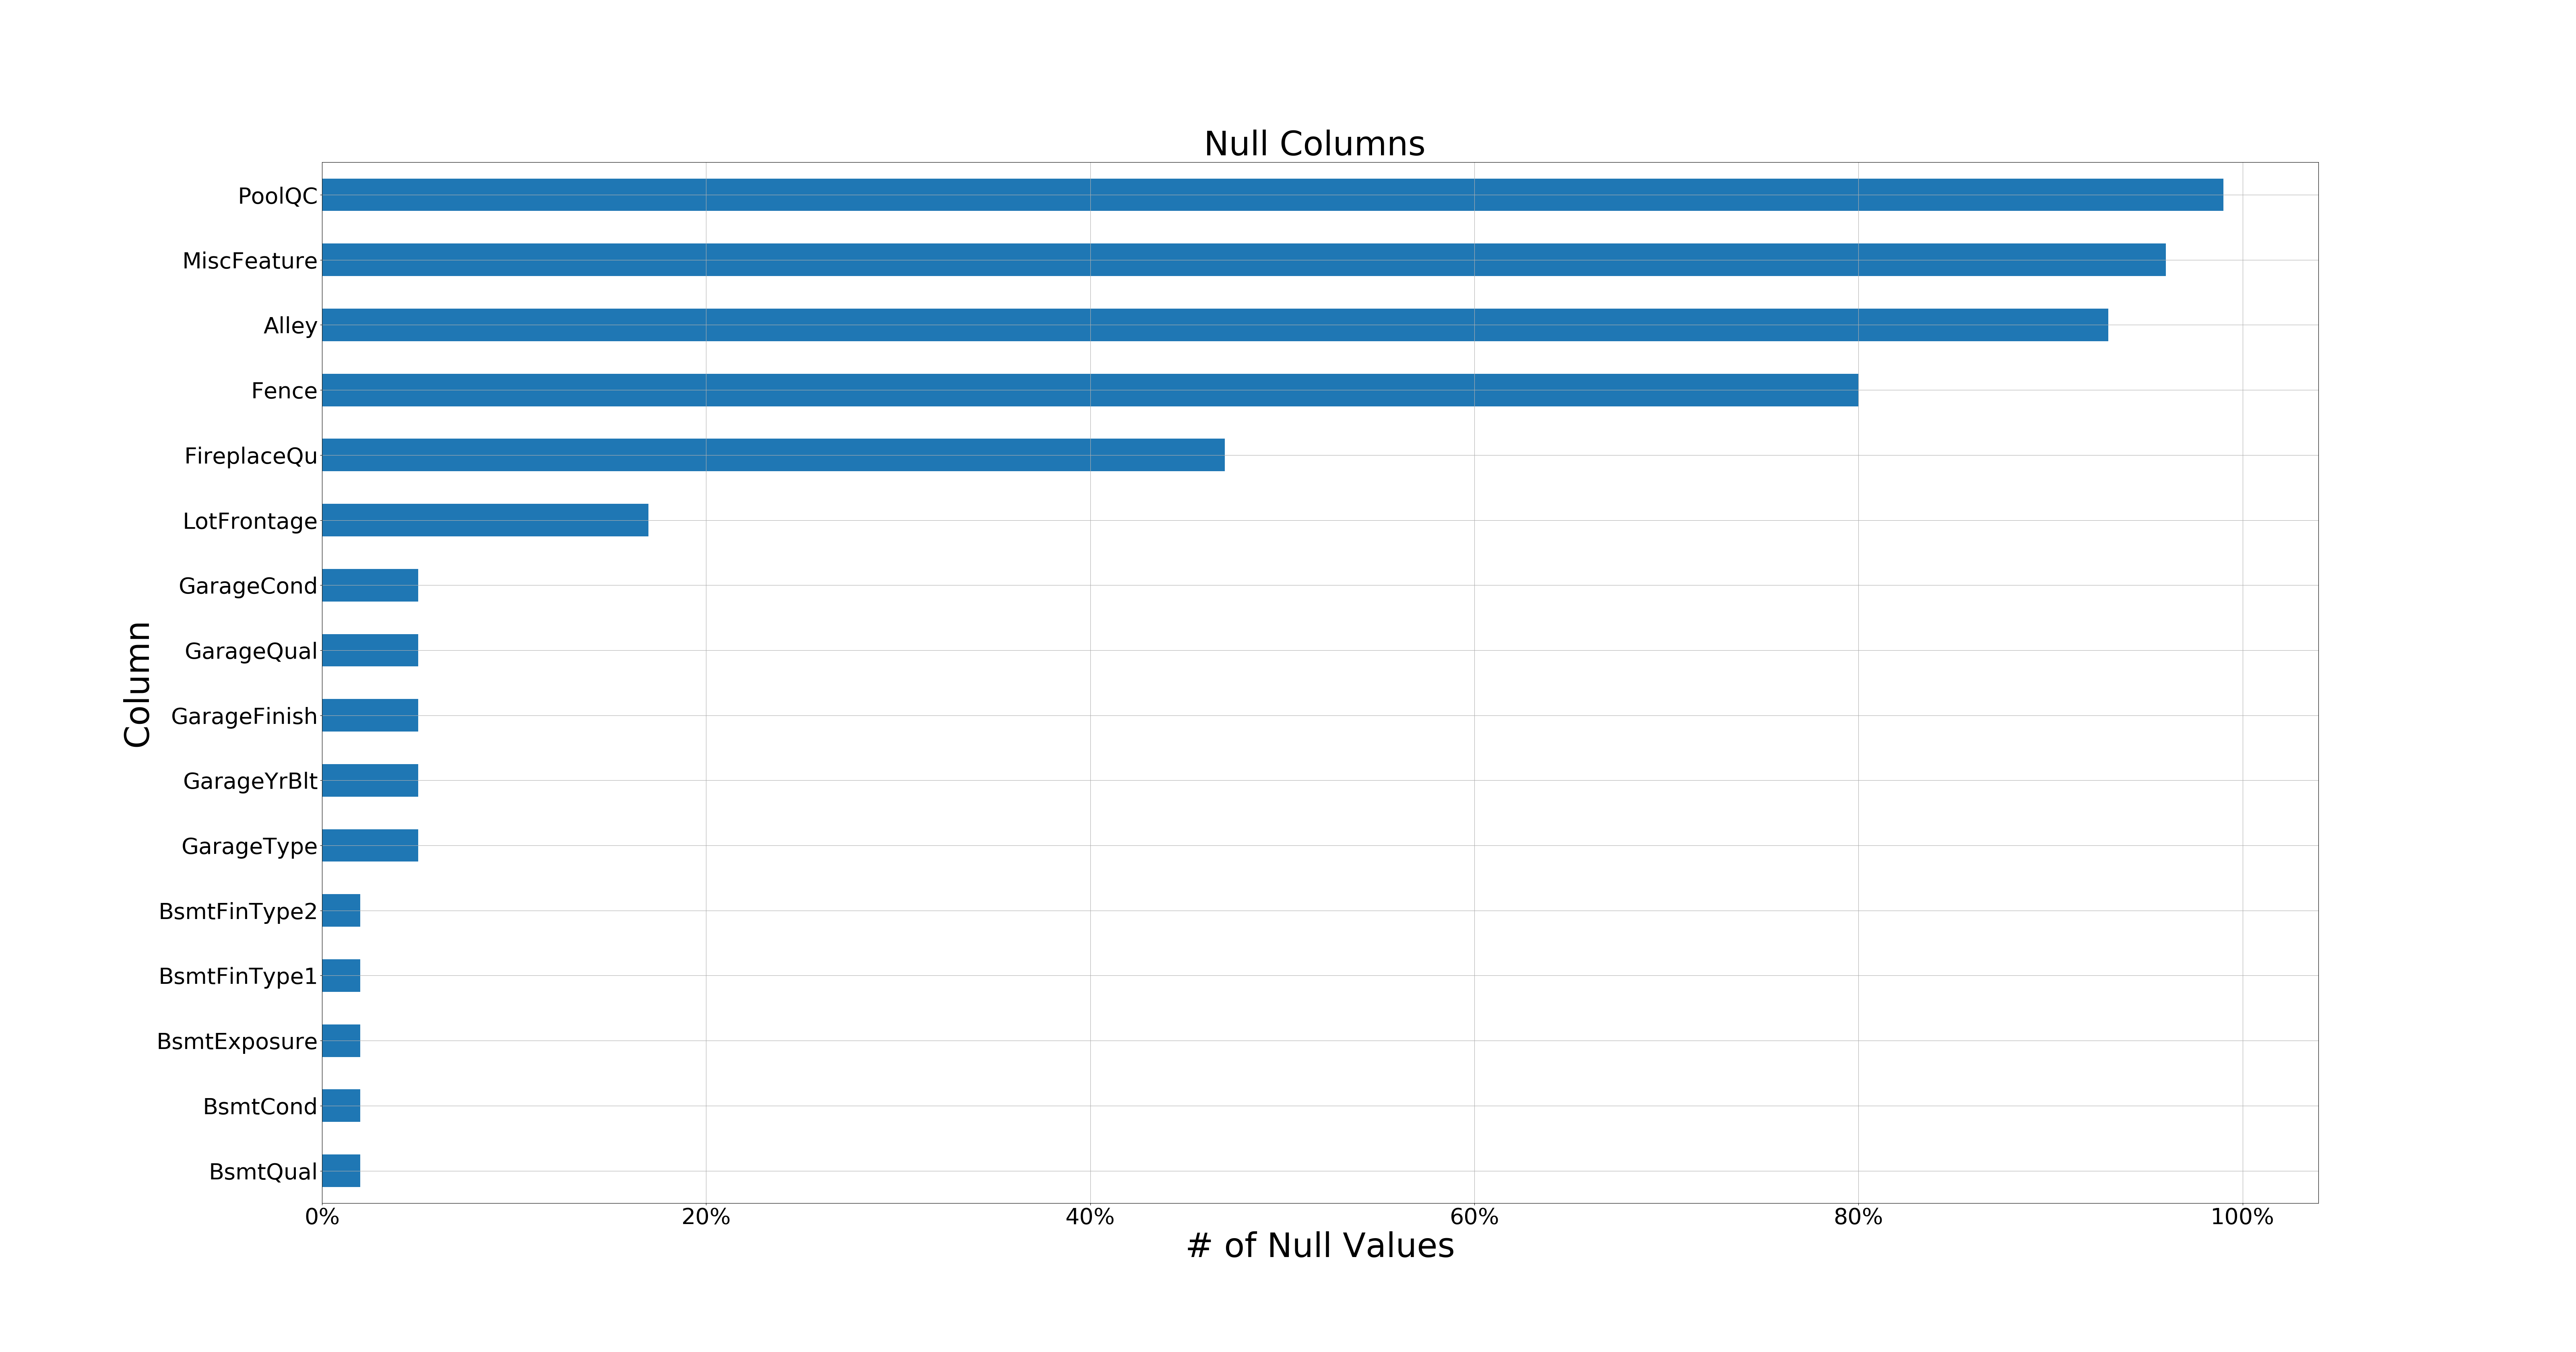 Null Columns
PoolQC
MiscFeature
Alley
Fence
FireplaceQu
LotFrontage
GarageCond
GarageQual
GarageFinish
GarageYrBlt
GarageType
BsmtFinType2
BsmtFinType1
BsmtExposure
BsmtCond
BsmtQual
Column
0% 20% 40% 60% 80% 100%
# of Null Values